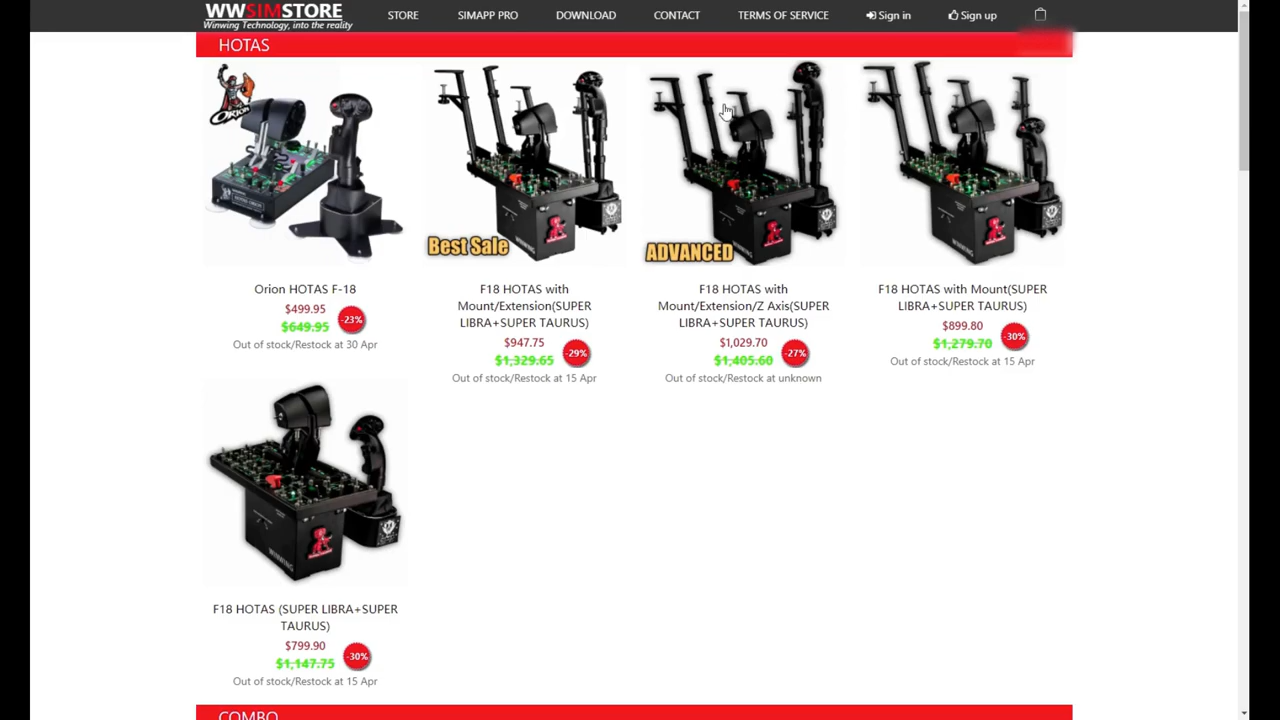 WWSIMSTORE
Winwing Technology, into the reality
STORE
SIMAPP PRO
DOWNLOAD
CONTACT
TERMS OF SERVICE
Sign in
Sign up
HOTAS
ORION
Best Sale
WINWING
ADVANCED
WINWING
WINWING
Orion HOTAS F-18
$499.95
$649.95
-23%
Out of stock/Restock at 30 Apr
F18 HOTAS with
Mount/Extension(SUPER
LIBRA+SUPER TAURUS)
$947.75
$1,329.65
-29%
Out of stock/Restock at 15 Apr
F18 HOTAS with
Mount/Extension/Z Axis(SUPER
LIBRA+SUPER TAURUS)
$1,029.70
$1,405.60
-27%
Out of stock/Restock at unknown
F18 HOTAS with Mount(SUPER
LIBRA+SUPER TAURUS)
$899.80
$1,279.70
-30%
Out of stock/Restock at 15 Apr
WINWING
F18 HOTAS (SUPER LIBRA+SUPER
TAURUS)
$799.90
$1,147.75
-30%
Out of stock/Restock at 15 Apr
COMBO